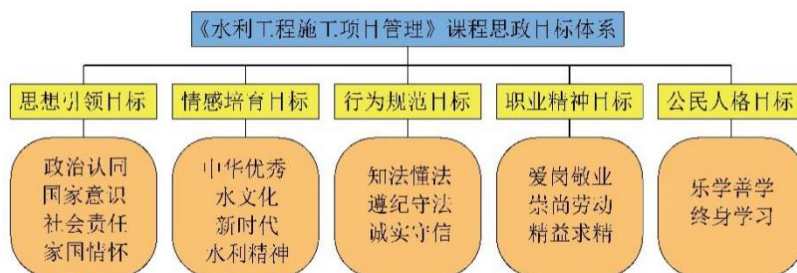 《水利工程施工项目管理》课程思政目标体系
思想引领目标
情感培育目标
行为规范目标
职业精神目标
公民人格目标
政治认同
国家意识
社会责任
家国情怀
中华优秀
水文化
新时代
水利精神
知法懂法
遵纪守法
诚实守信
爱岗敬业
崇尚劳动
精益求精
乐学善学
终身学习